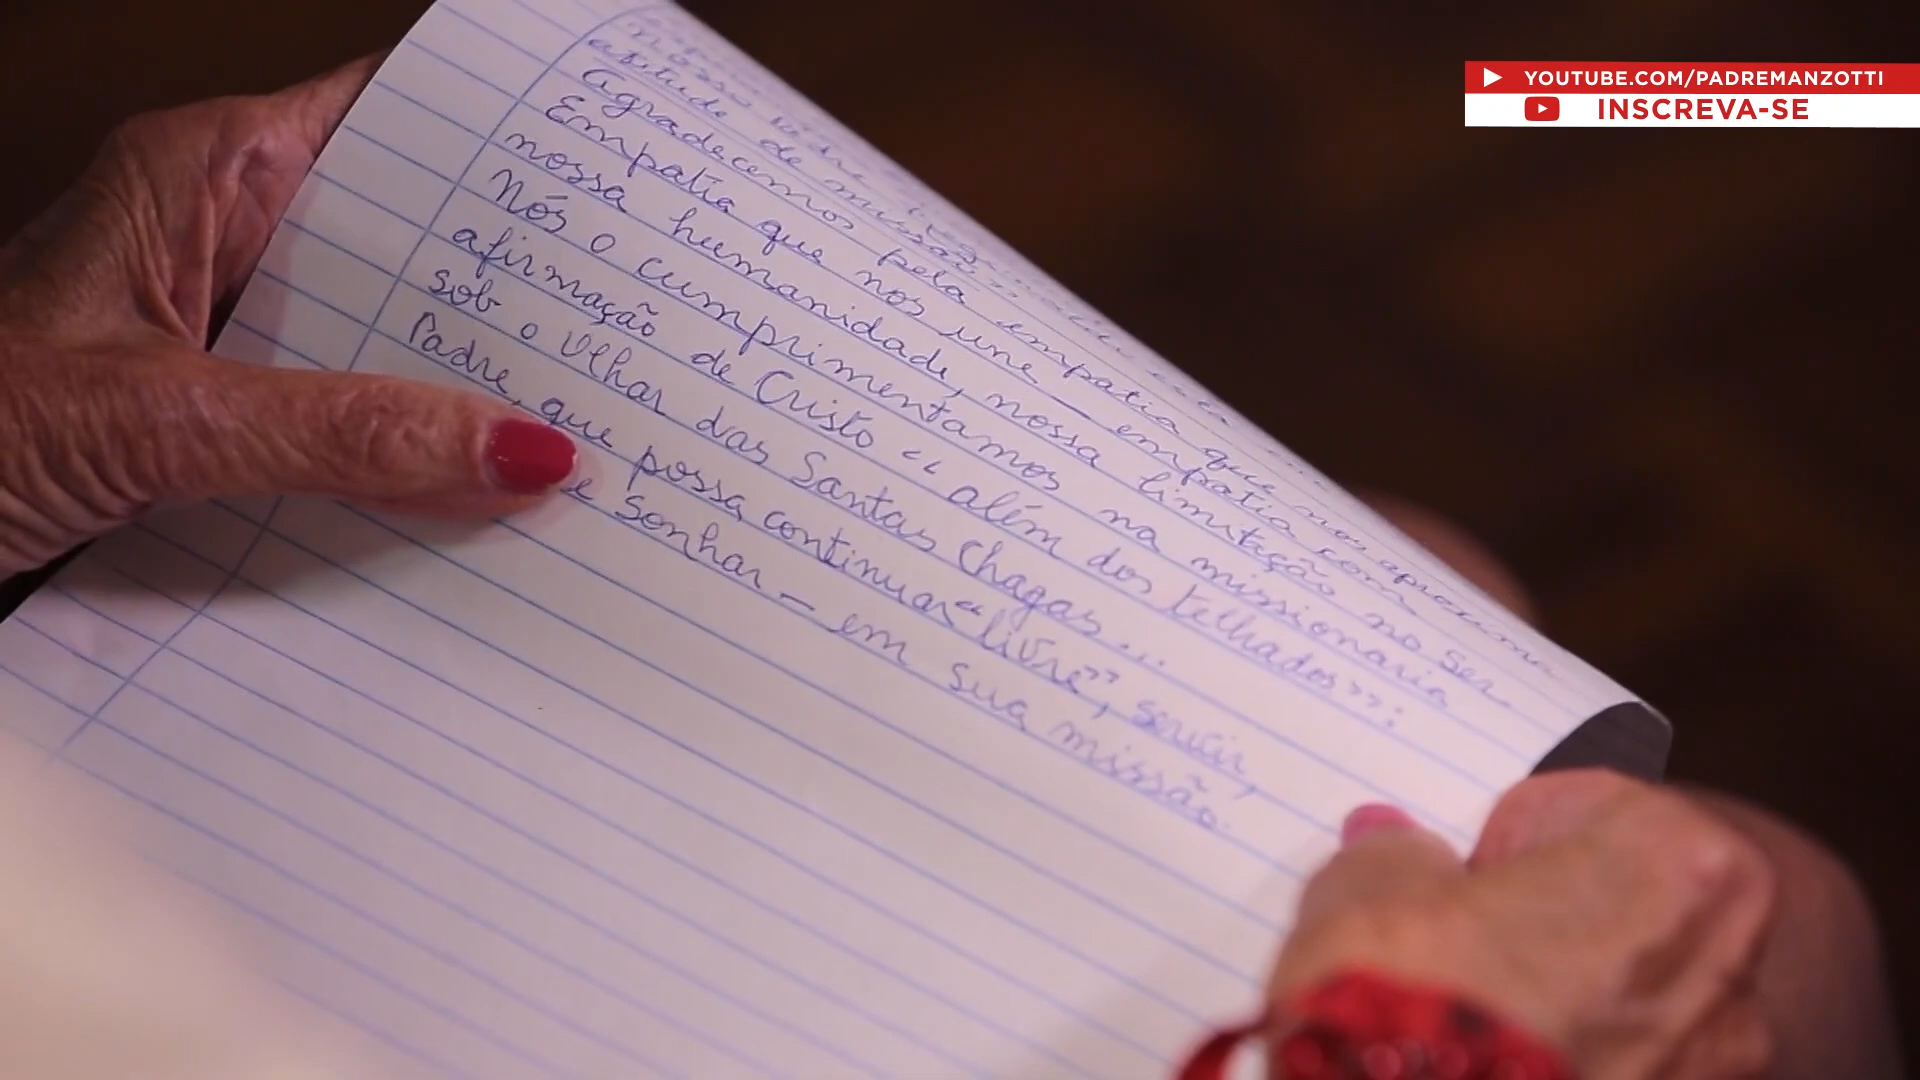 YOUTUBE.COM/PADREMANZOTTI
INSCREVA-SE
nosso
atitude de missão
Agradecemos pela empatia que nos aproxima
Empatia que nos une – empatia com
nossa humanidade, nossa limitação no ser
Nós o cumprimentamos na missionaria
afirmação de Cristo “além dos telhados”:
sob o olhar das Santas Chagas...
Padre, que possa continuar “livre”, servir,
e sonhar – em sua missão.